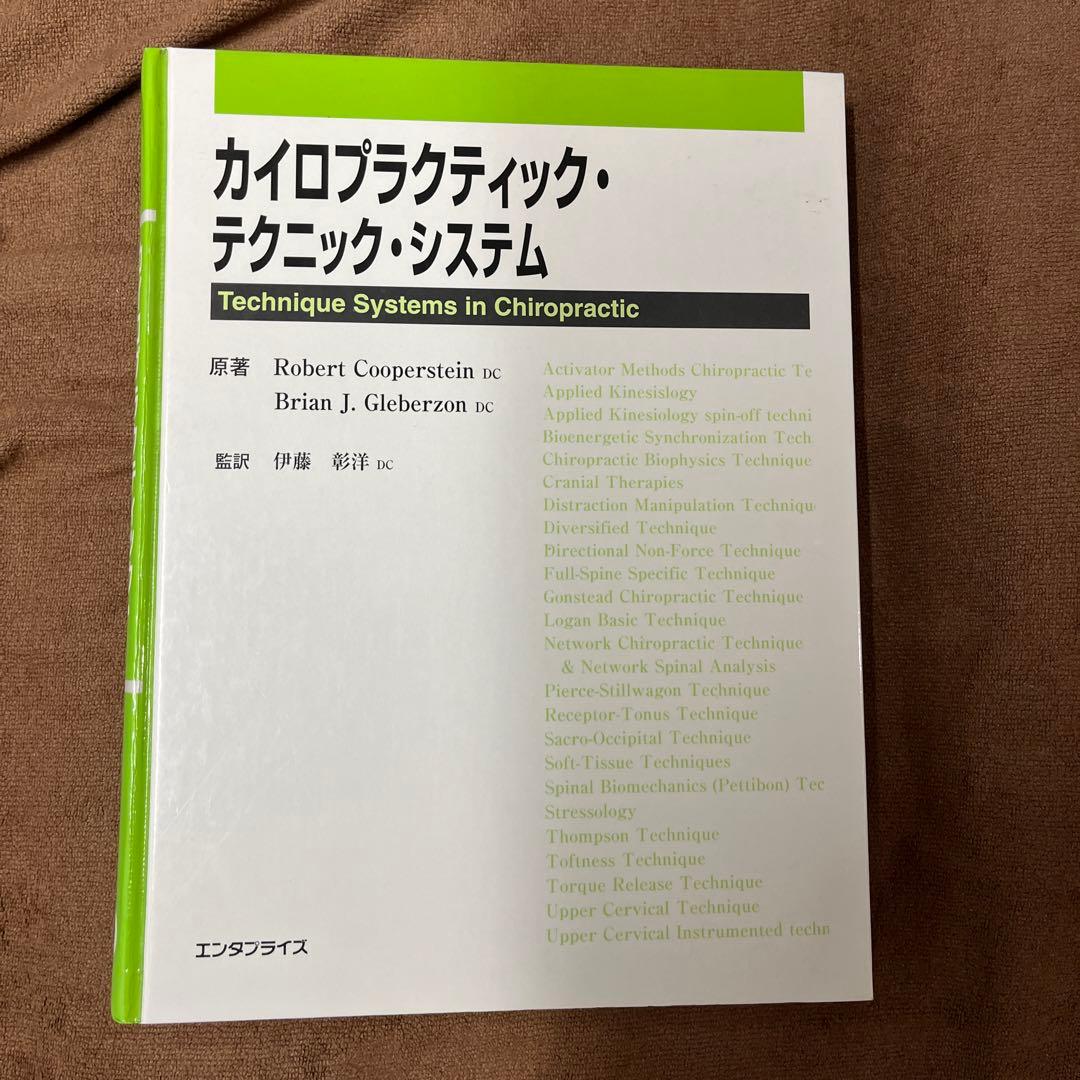 カイロプラクティック・
テクニック・システム
Technique Systems in Chiropractic
原著 Robert Cooperstein DC
Brian J. Gleberzon DC
監訳 伊藤 彰洋 DC
Activator Methods Chiropractic Te
Applied Kinesislogy
Applied Kinesiology spin-off techni
Bioenergetic Synchronization Tech
Chiropractic Biophysics Technique
Cranial Therapies
Distraction Manipulation Techniqu
Diversified Technique
Directional Non-Force Technique
Full-Spine Specific Technique
Gonstead Chiropractic Technique
Logan Basic Technique
Network Chiropractic Technique
& Network Spinal Analysis
Pierce-Stillwagon Technique
Receptor-Tonus Technique
Sacro-Occipital Technique
Soft-Tissue Techniques
Spinal Biomechanics (Pettibon) Tec
Stressology
Thompson Technique
Toftness Technique
Torque Release Technique
Upper Cervical Technique
Upper Cervical Instrumented techn
エンタプライズ